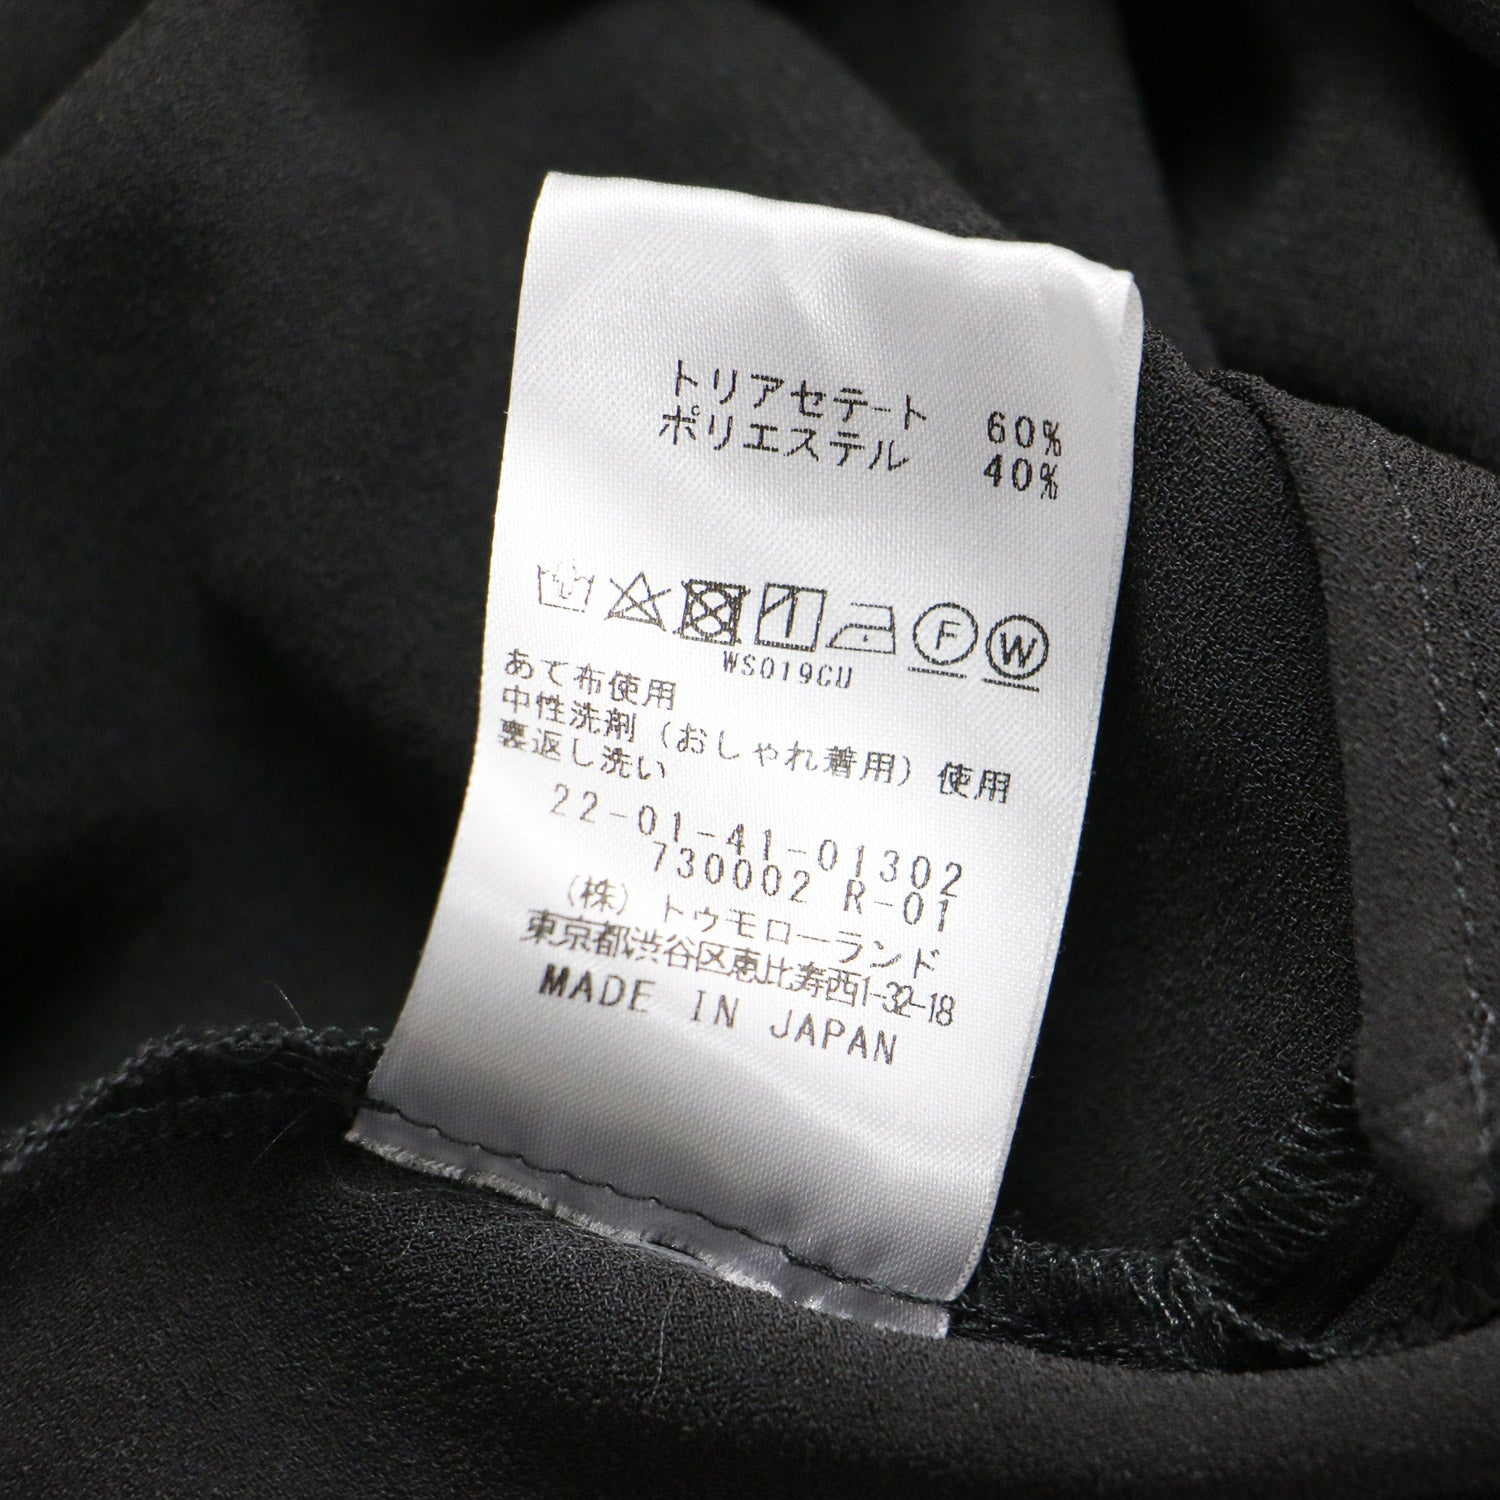 トリアセテート 60%
ポリエステル 40%
F W
WS019CU
あて布使用
中性洗剤(おしゃれ着用)使用
裏返し洗い
22-01-41-01302
730002 R-01
(株)トゥモローランド
東京都渋谷区恵比寿西1-32-18
MADE IN JAPAN